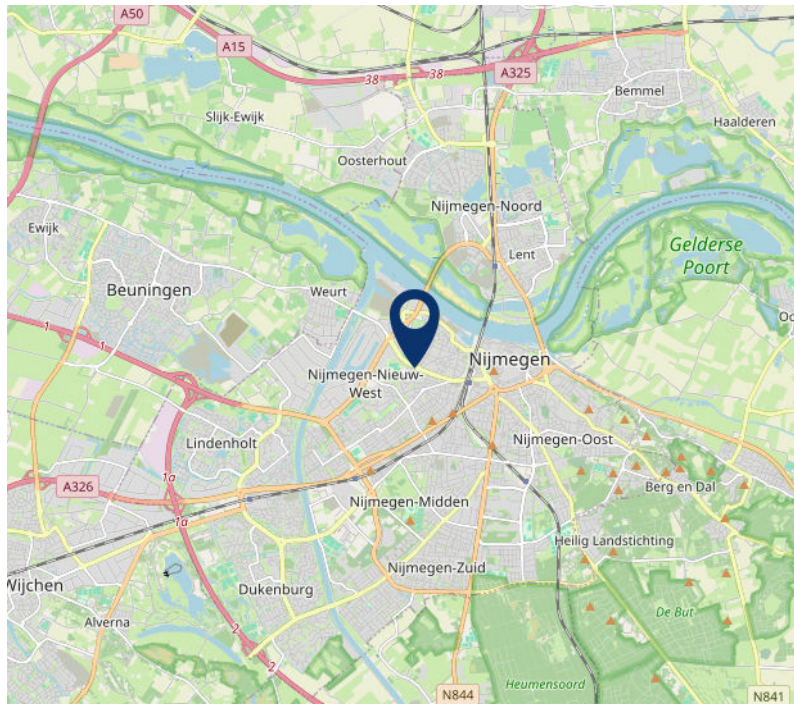 A50
A15
38
38
A325
Bemmel
Haalderen
Slijk-Ewijk
Oosterhout
Nijmegen-Noord
Ewijk
Lent
Gelderse
Poort
Beuningen
Weurt
1
1
Nijmegen
Nijmegen-Nieuw-
West
Lindenholt
Nijmegen-Oost
1a
A326
1a
Berg en Dal
Nijmegen-Midden
Heilig Landstichting
Nijmegen-Zuid
Wijchen
Dukenburg
De But
Alverna
2
2
Heumensoord
N844
N841